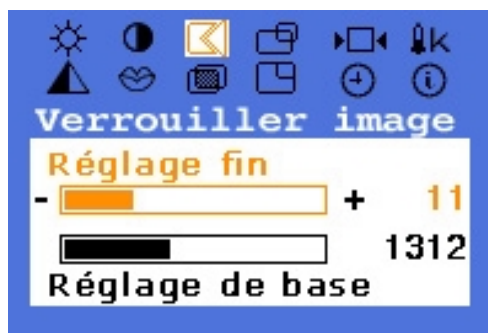 K
Verrouiller image
Réglage fin
- + 11
1312
Réglage de base